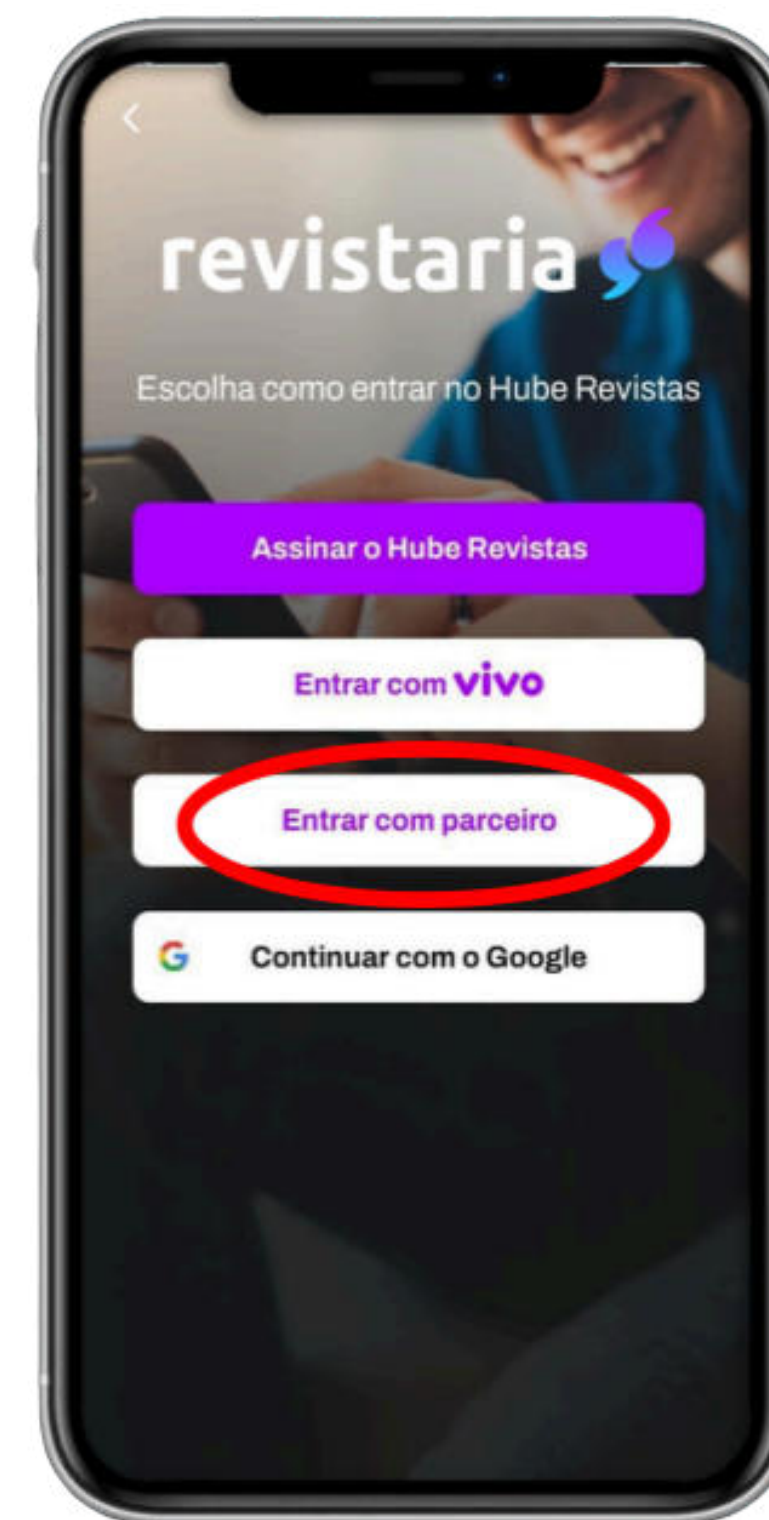 revistaria
Escolha como entrar no Hube Revistas
Assinar o Hube Revistas
Entrar com vivo
Entrar com parceiro
Continuar com o Google